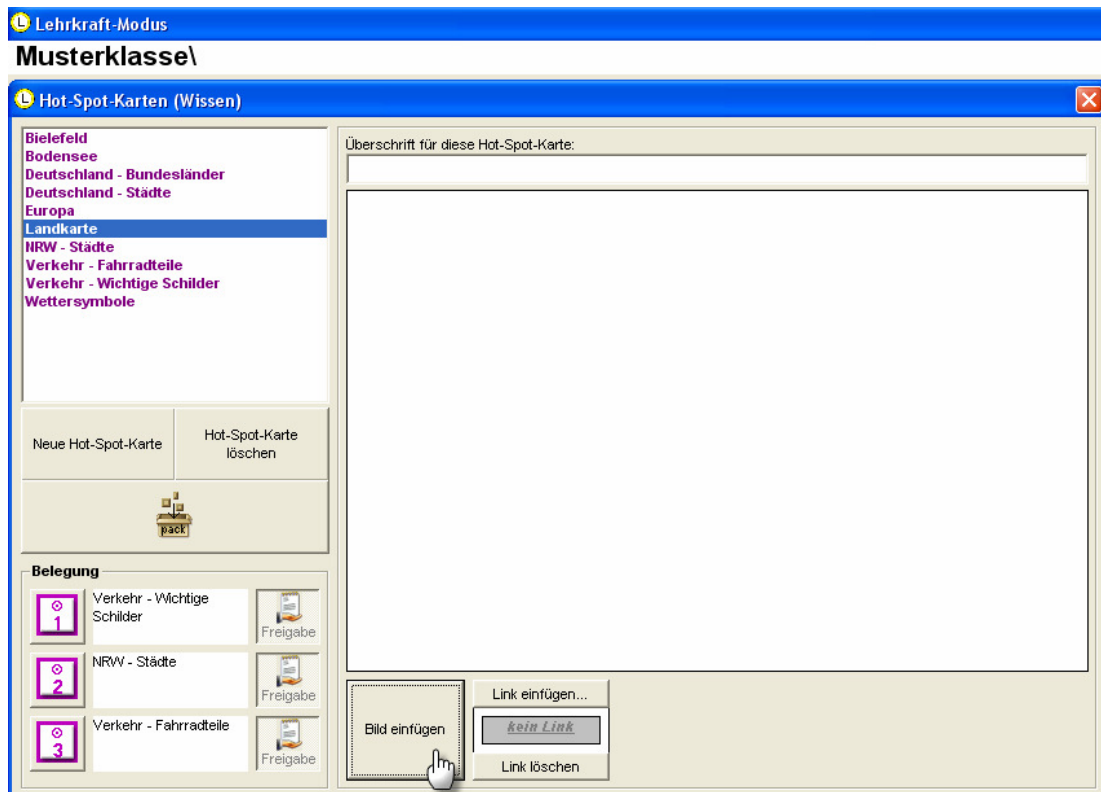 Lehrkraft-Modus
Musterklasse\
Hot-Spot-Karten (Wissen)
Bielefeld
Bodensee
Deutschland - Bundesländer
Deutschland - Städte
Europa
Landkarte
NRW - Städte
Verkehr - Fahrradteile
Verkehr - Wichtige Schilder
Wettersymbole
Neue Hot-Spot-Karte
Hot-Spot-Karte
löschen
pack
Belegung
1
Verkehr - Wichtige
Schilder
Freigabe
2
NRW - Städte
Freigabe
3
Verkehr - Fahrradteile
Freigabe
Überschrift für diese Hot-Spot-Karte:
Bild einfügen
Link einfügen...
kein Link
Link löschen